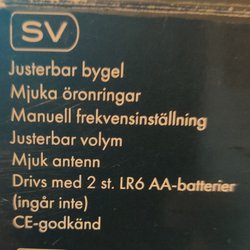 SV
Justerbar bygel
Mjuka öronringar
Manuell frekvensinställning
Justerbar volym
Mjuk antenn
Drivs med 2 st. LR6 AA-batterier
(ingår inte)
CE-godkänd